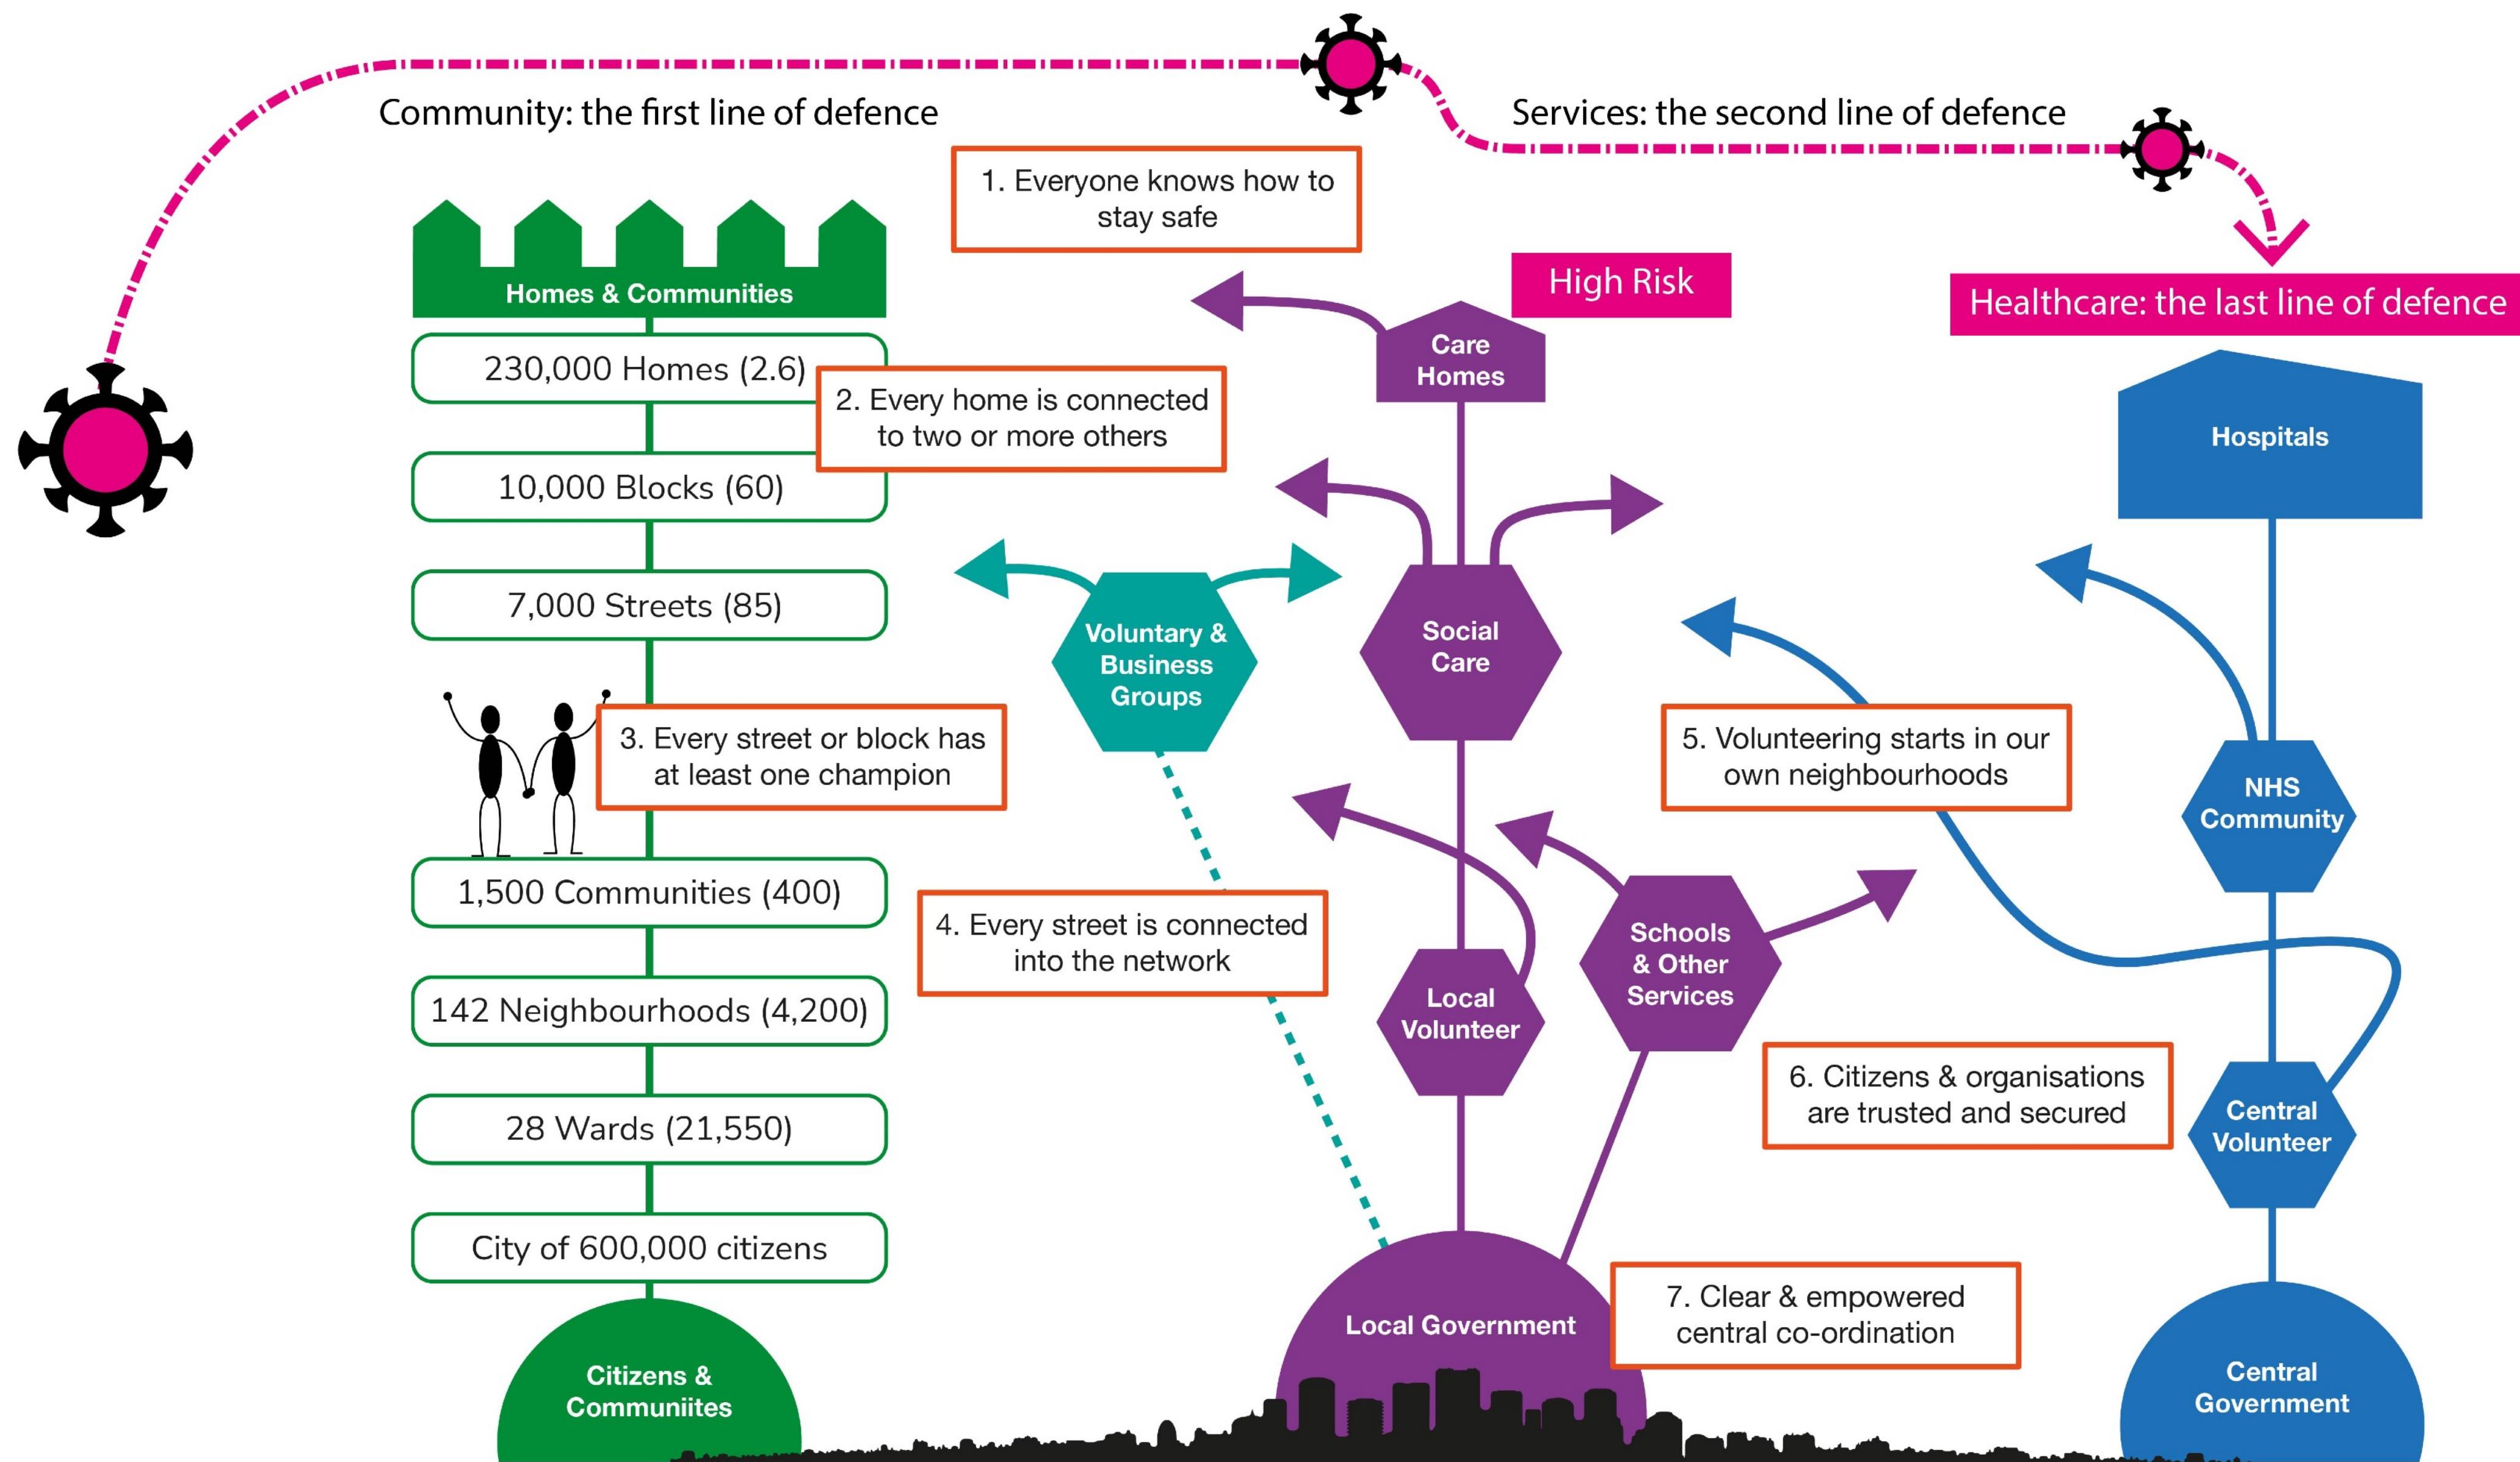 Community: the first line of defence
Services: the second line of defence
1. Everyone knows how to
stay safe
High Risk
Healthcare: the last line of defence
Homes & Communities
230,000 Homes (2.6)
2. Every home is connected
to two or more others
10,000 Blocks (60)
7,000 Streets (85)
3. Every street or block has
at least one champion
1,500 Communities (400)
142 Neighbourhoods (4,200)
28 Wards (21,550)
City of 600,000 citizens
Citizens &
Communiites
Voluntary &
Business
Groups
4. Every street is connected
into the network
Care
Homes
Social
Care
Local
Volunteer
Schools
& Other
Services
Local Government
5. Volunteering starts in our
own neighbourhoods
6. Citizens & organisations
are trusted and secured
7. Clear & empowered
central co-ordination
Hospitals
NHS
Community
Central
Volunteer
Central
Government